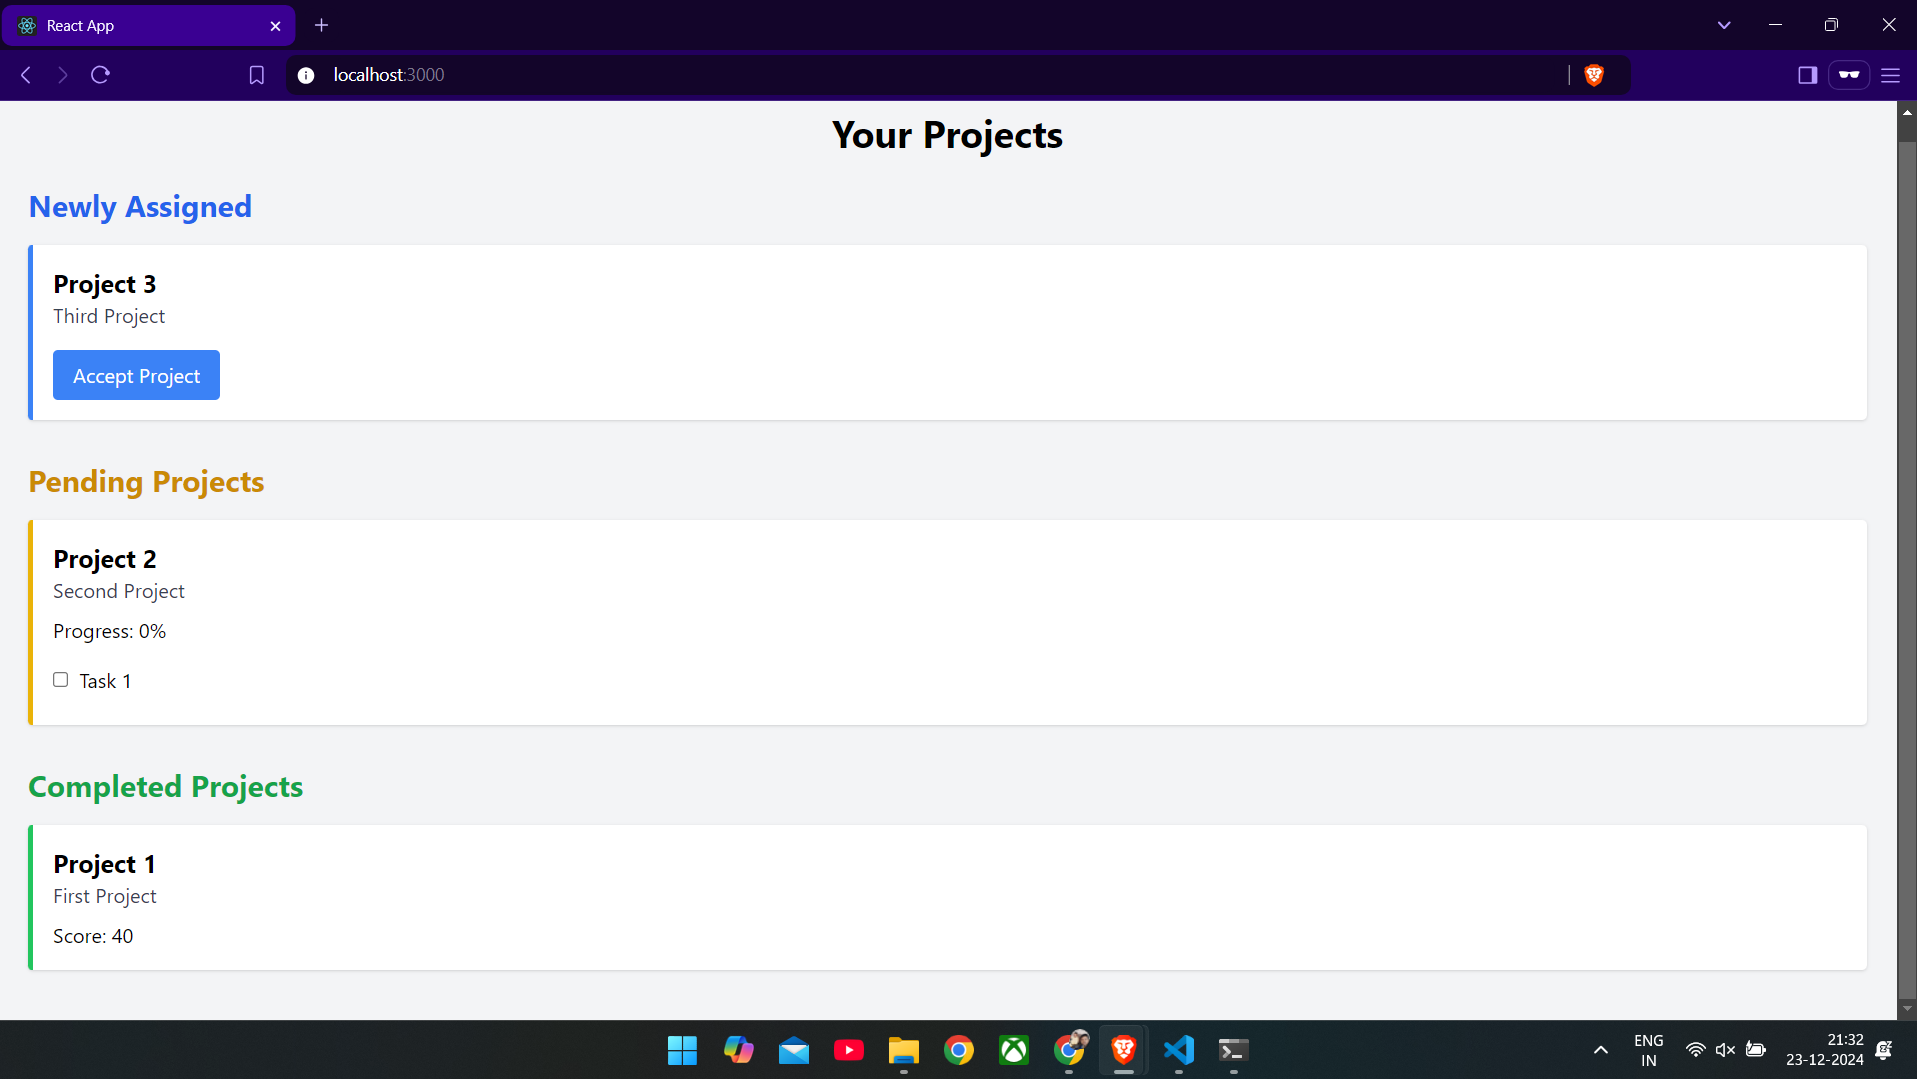 React App
localhost:3000
Your Projects
Newly Assigned
Project 3
Third Project
Accept Project
Pending Projects
Project 2
Second Project
Progress: 0%
Task 1
Completed Projects
Project 1
First Project
Score: 40
ENG
IN
21:32
23-12-2024